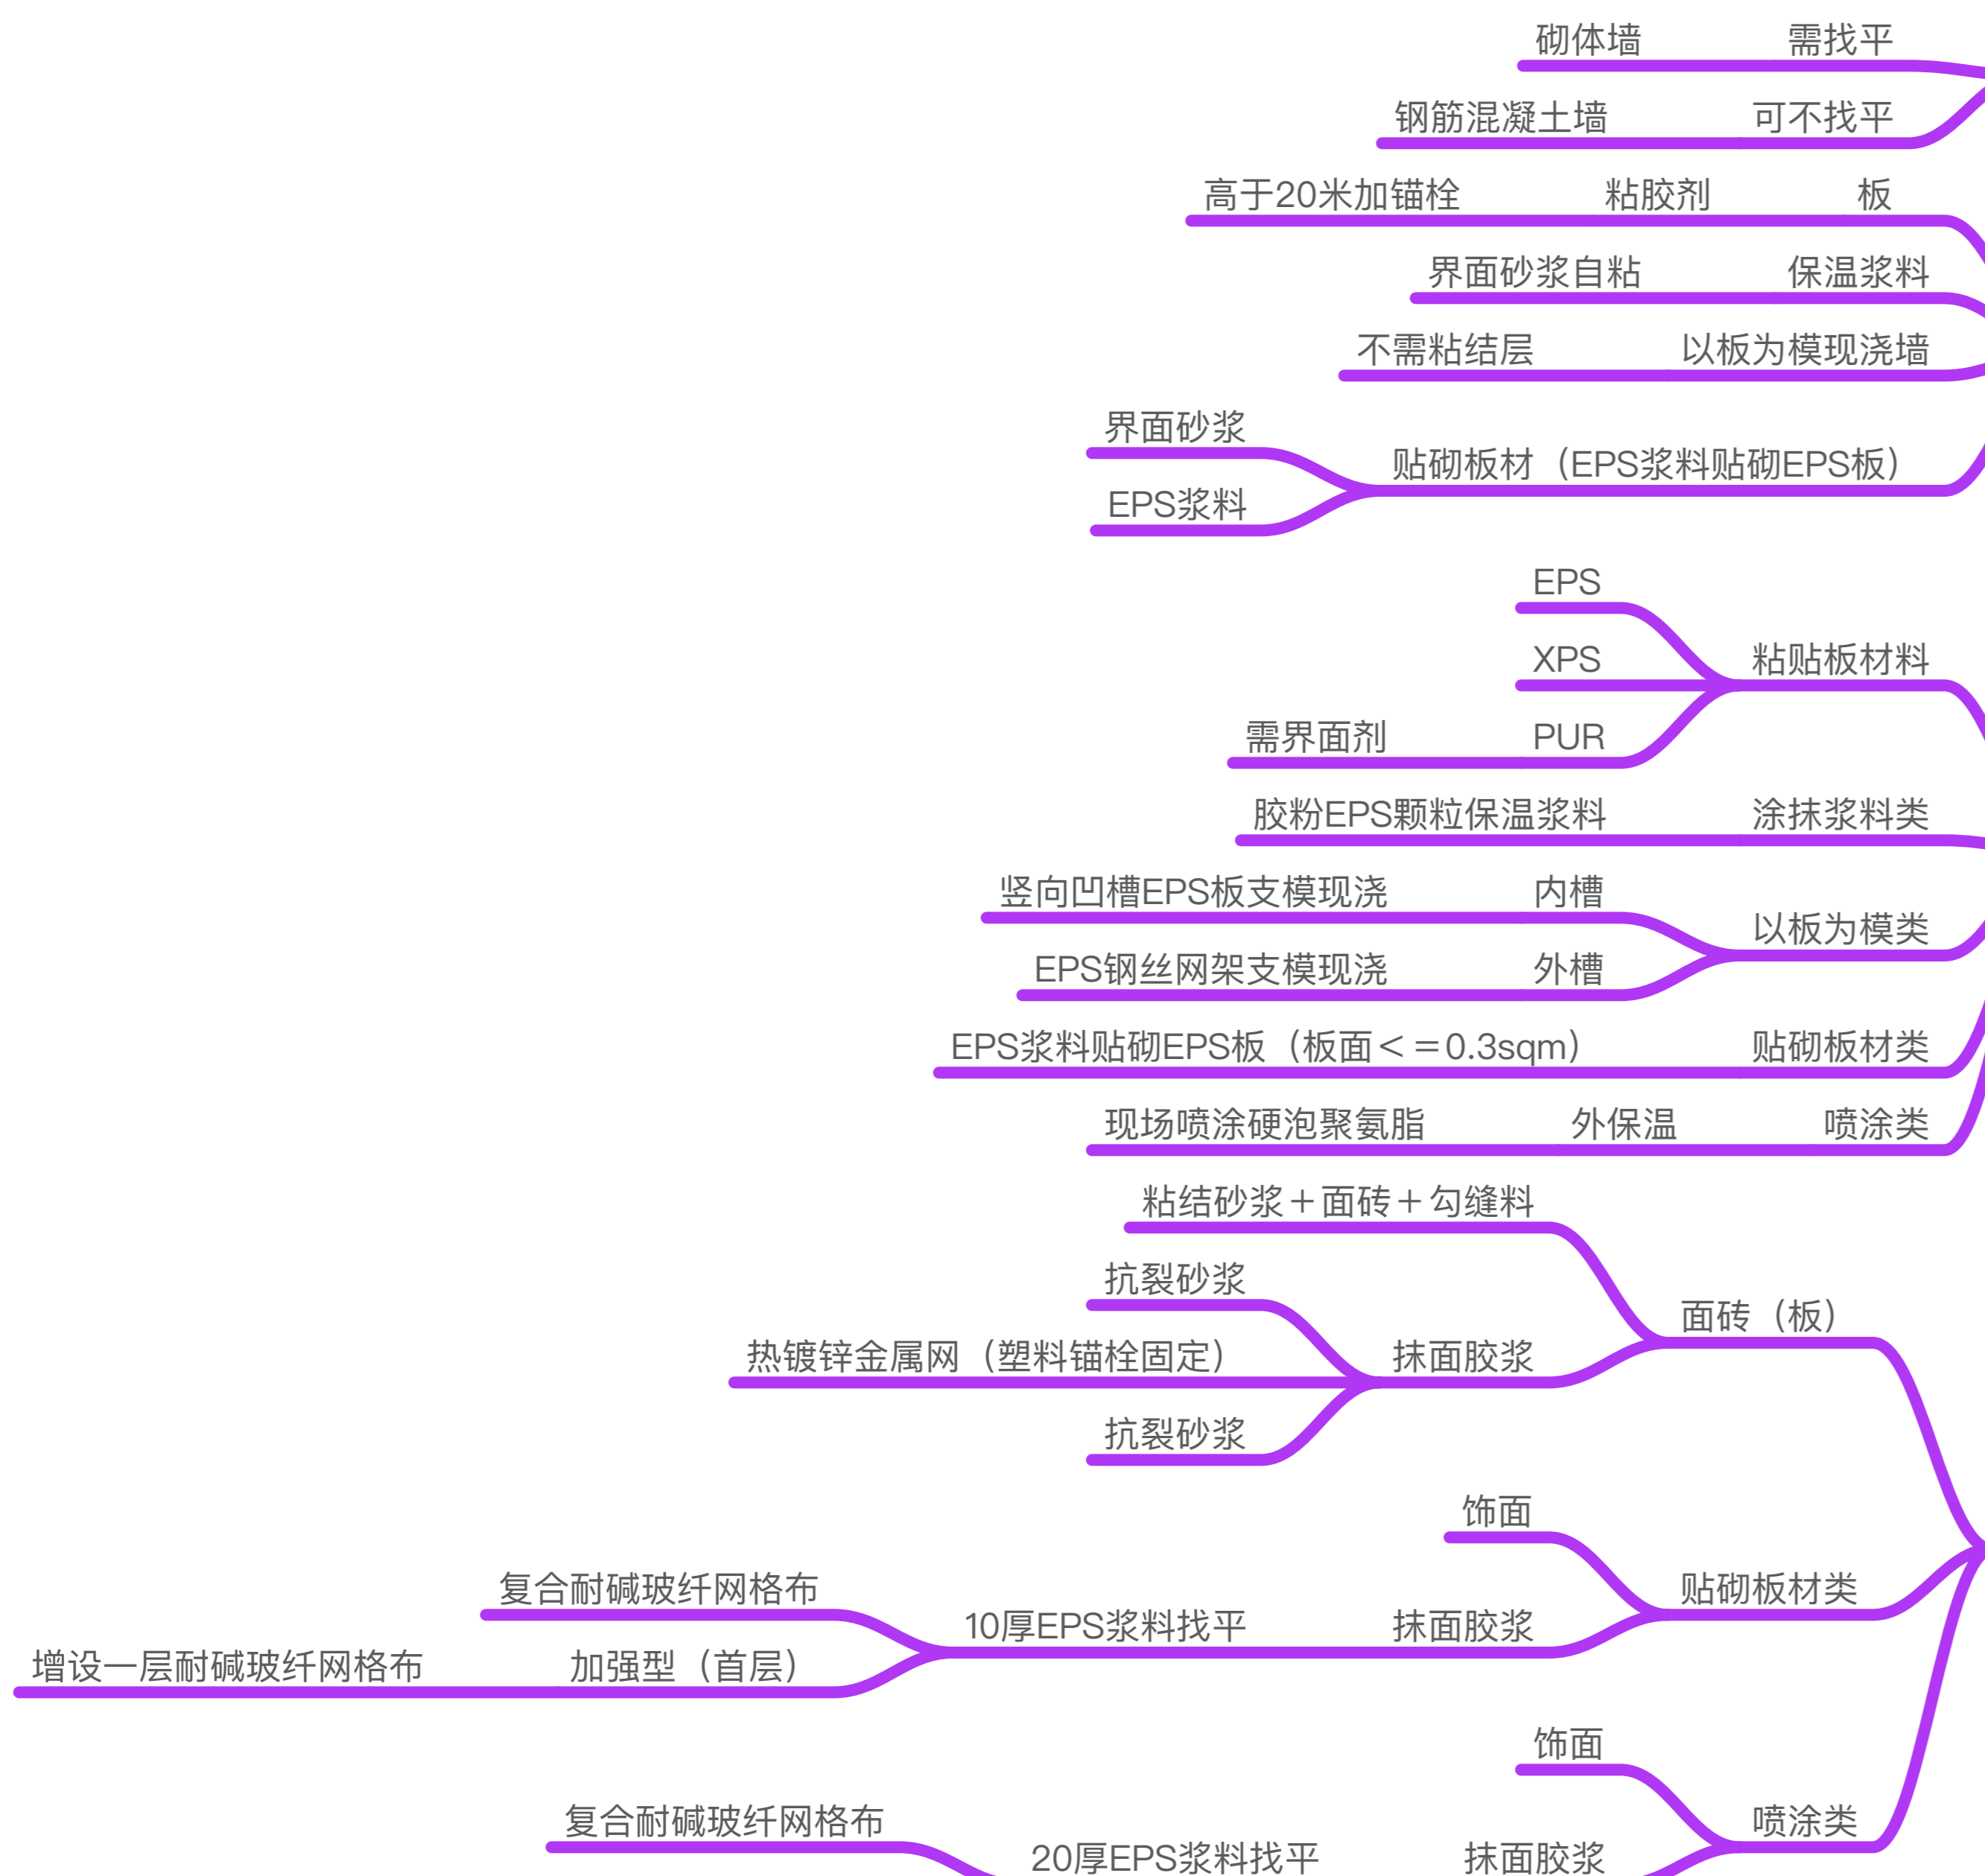 砌体墙 需找平
钢筋混凝土墙 可不找平
高于20米加锚栓 粘胶剂 板
界面砂浆自粘 保温浆料
不需粘结层 以板为模现浇墙
界面砂浆
贴砌板材（EPS浆料贴砌EPS板）
EPS浆料
EPS
XPS 粘贴板材料
需界面剂 PUR
胶粉EPS颗粒保温浆料 涂抹浆料类
竖向凹槽EPS板支模现浇 内槽
以板为模类
EPS钢丝网架支模现浇 外槽
EPS浆料贴砌EPS板（板面＜＝0.3sqm） 贴砌板材类
现场喷涂硬泡聚氨脂 外保温 喷涂类
粘结砂浆＋面砖＋勾缝料
抗裂砂浆
面砖（板）
热镀锌金属网（塑料锚栓固定） 抹面胶浆
抗裂砂浆
饰面
复合耐碱玻纤网格布 贴砌板材类
10厚EPS浆料找平 抹面胶浆
增设一层耐碱玻纤网格布 加强型（首层）
饰面
复合耐碱玻纤网格布 喷涂类
20厚EPS浆料找平 抹面胶浆